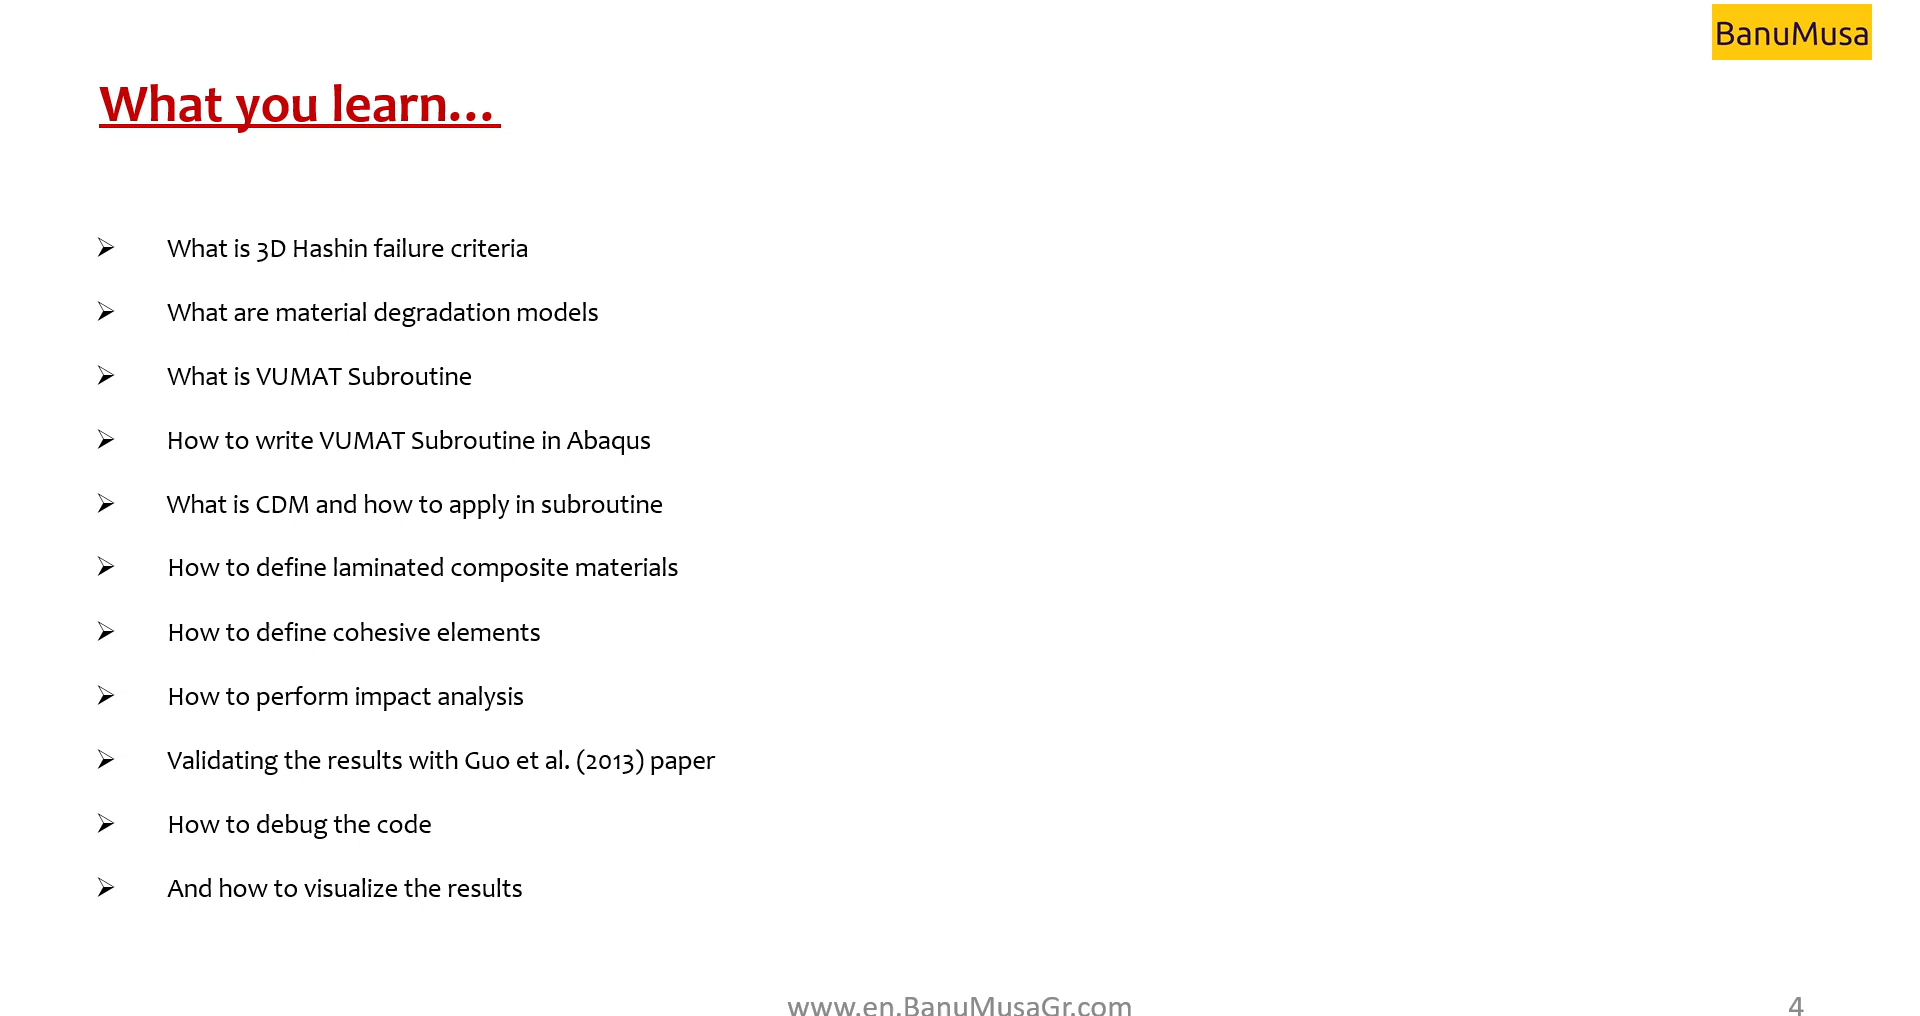 BanuMusa
What you learn...
What is 3D Hashin failure criteria
What are material degradation models
What is VUMAT Subroutine
How to write VUMAT Subroutine in Abaqus
What is CDM and how to apply in subroutine
How to define laminated composite materials
How to define cohesive elements
How to perform impact analysis
Validating the results with Guo et al. (2013) paper
How to debug the code
And how to visualize the results
www.en.BanuMusaGr.com
4